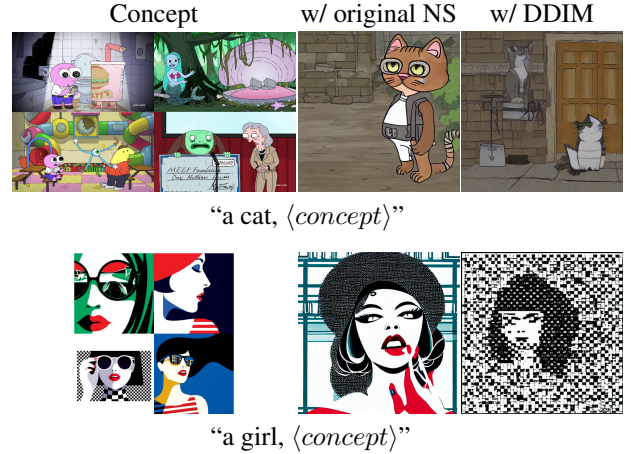 Concept w/ original NS w/ DDIM
“a cat, ⟨concept⟩”
“a girl, ⟨concept⟩”